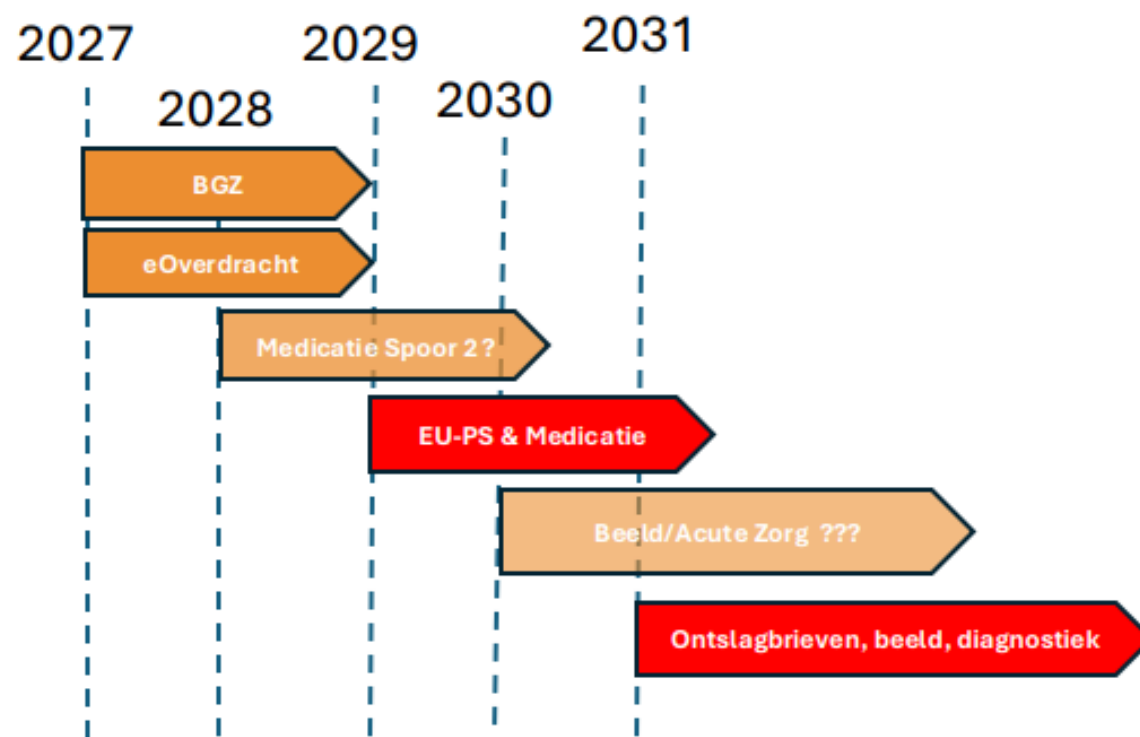 2027
2028
2029
2030
2031
BGZ
eOverdracht
Medicatie Spoor 2?
EU-PS & Medicatie
Beeld/Acute Zorg ???
Ontslagbrieven, beeld, diagnostiek